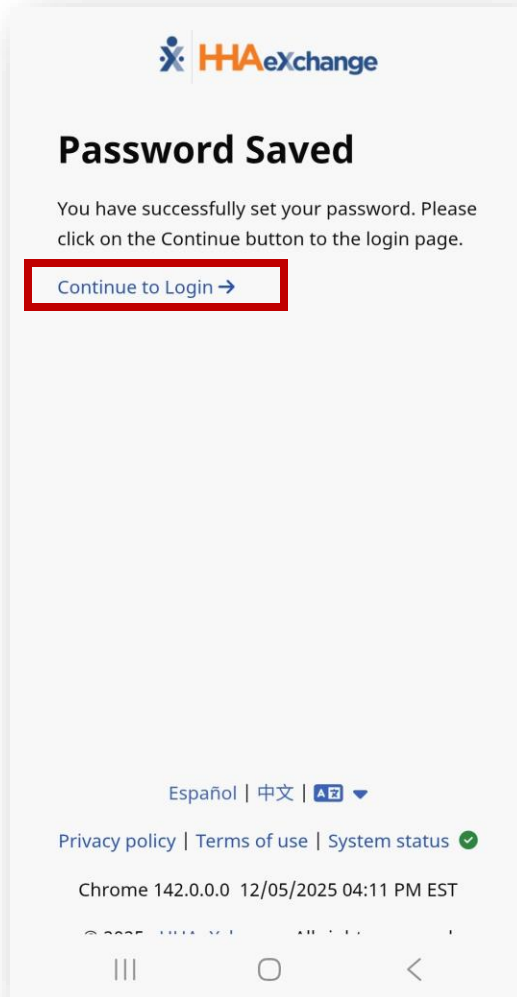 HHAeXchange
Password Saved
You have successfully set your password. Please
click on the Continue button to the login page.
Continue to Login →
Español | 中文 |
Privacy policy | Terms of use | System status
Chrome 142.0.0.0 12/05/2025 04:11 PM EST